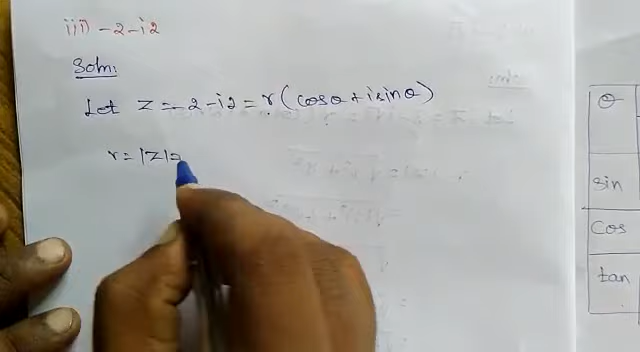 iii) -2-i2
Soln:
Let z=-2-i2=r(cosθ+isinθ)
r=|z|=
θ
sin
cos
tan